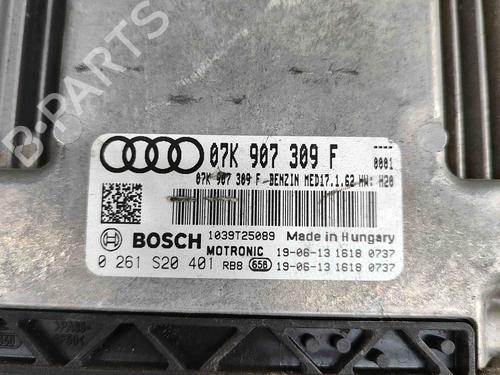 B-PARTS
07K 907 309 F
0001
07K 907 309 F BENZIN MED17.1.62 HW: H20
BOSCH 1039T25089 Made in Hungary
MOTRONIC 19-06-13 1618 0737
0 261 S20 401 RB8 658 19-06-13 1618 0737